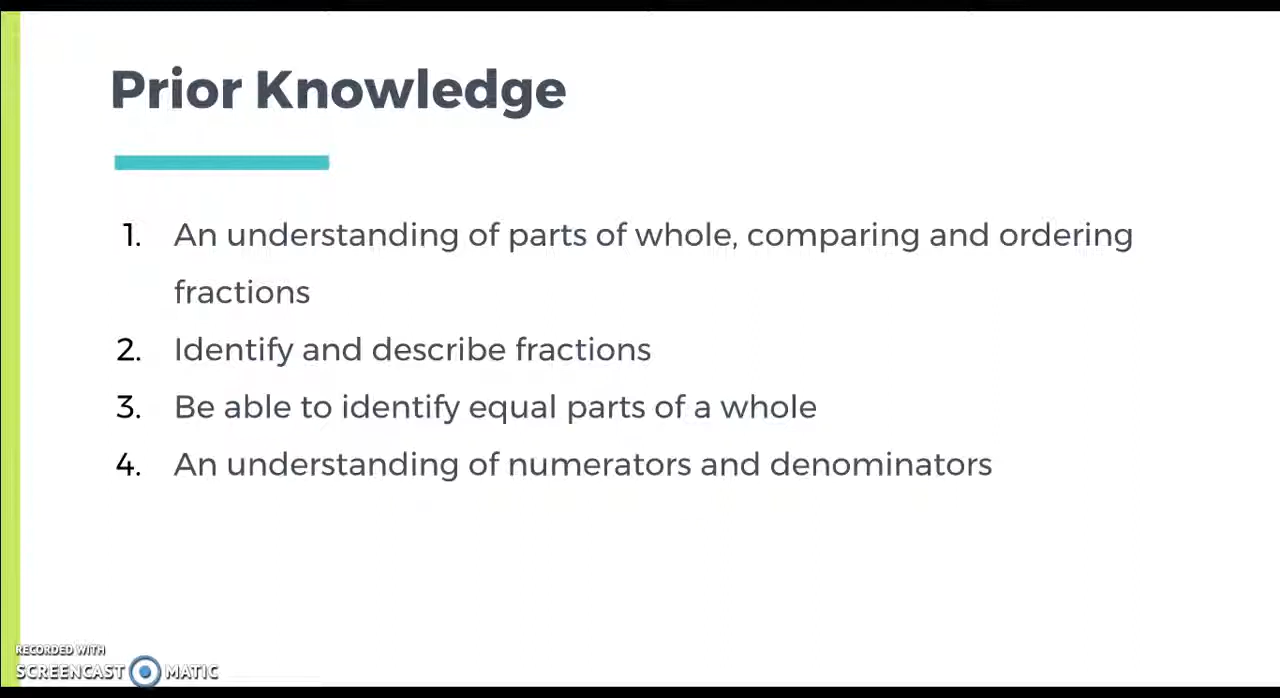 Prior Knowledge
1. An understanding of parts of whole, comparing and ordering
fractions
2. Identify and describe fractions
3. Be able to identify equal parts of a whole
4. An understanding of numerators and denominators
RECORDED WITH
SCREENCAST MATIC